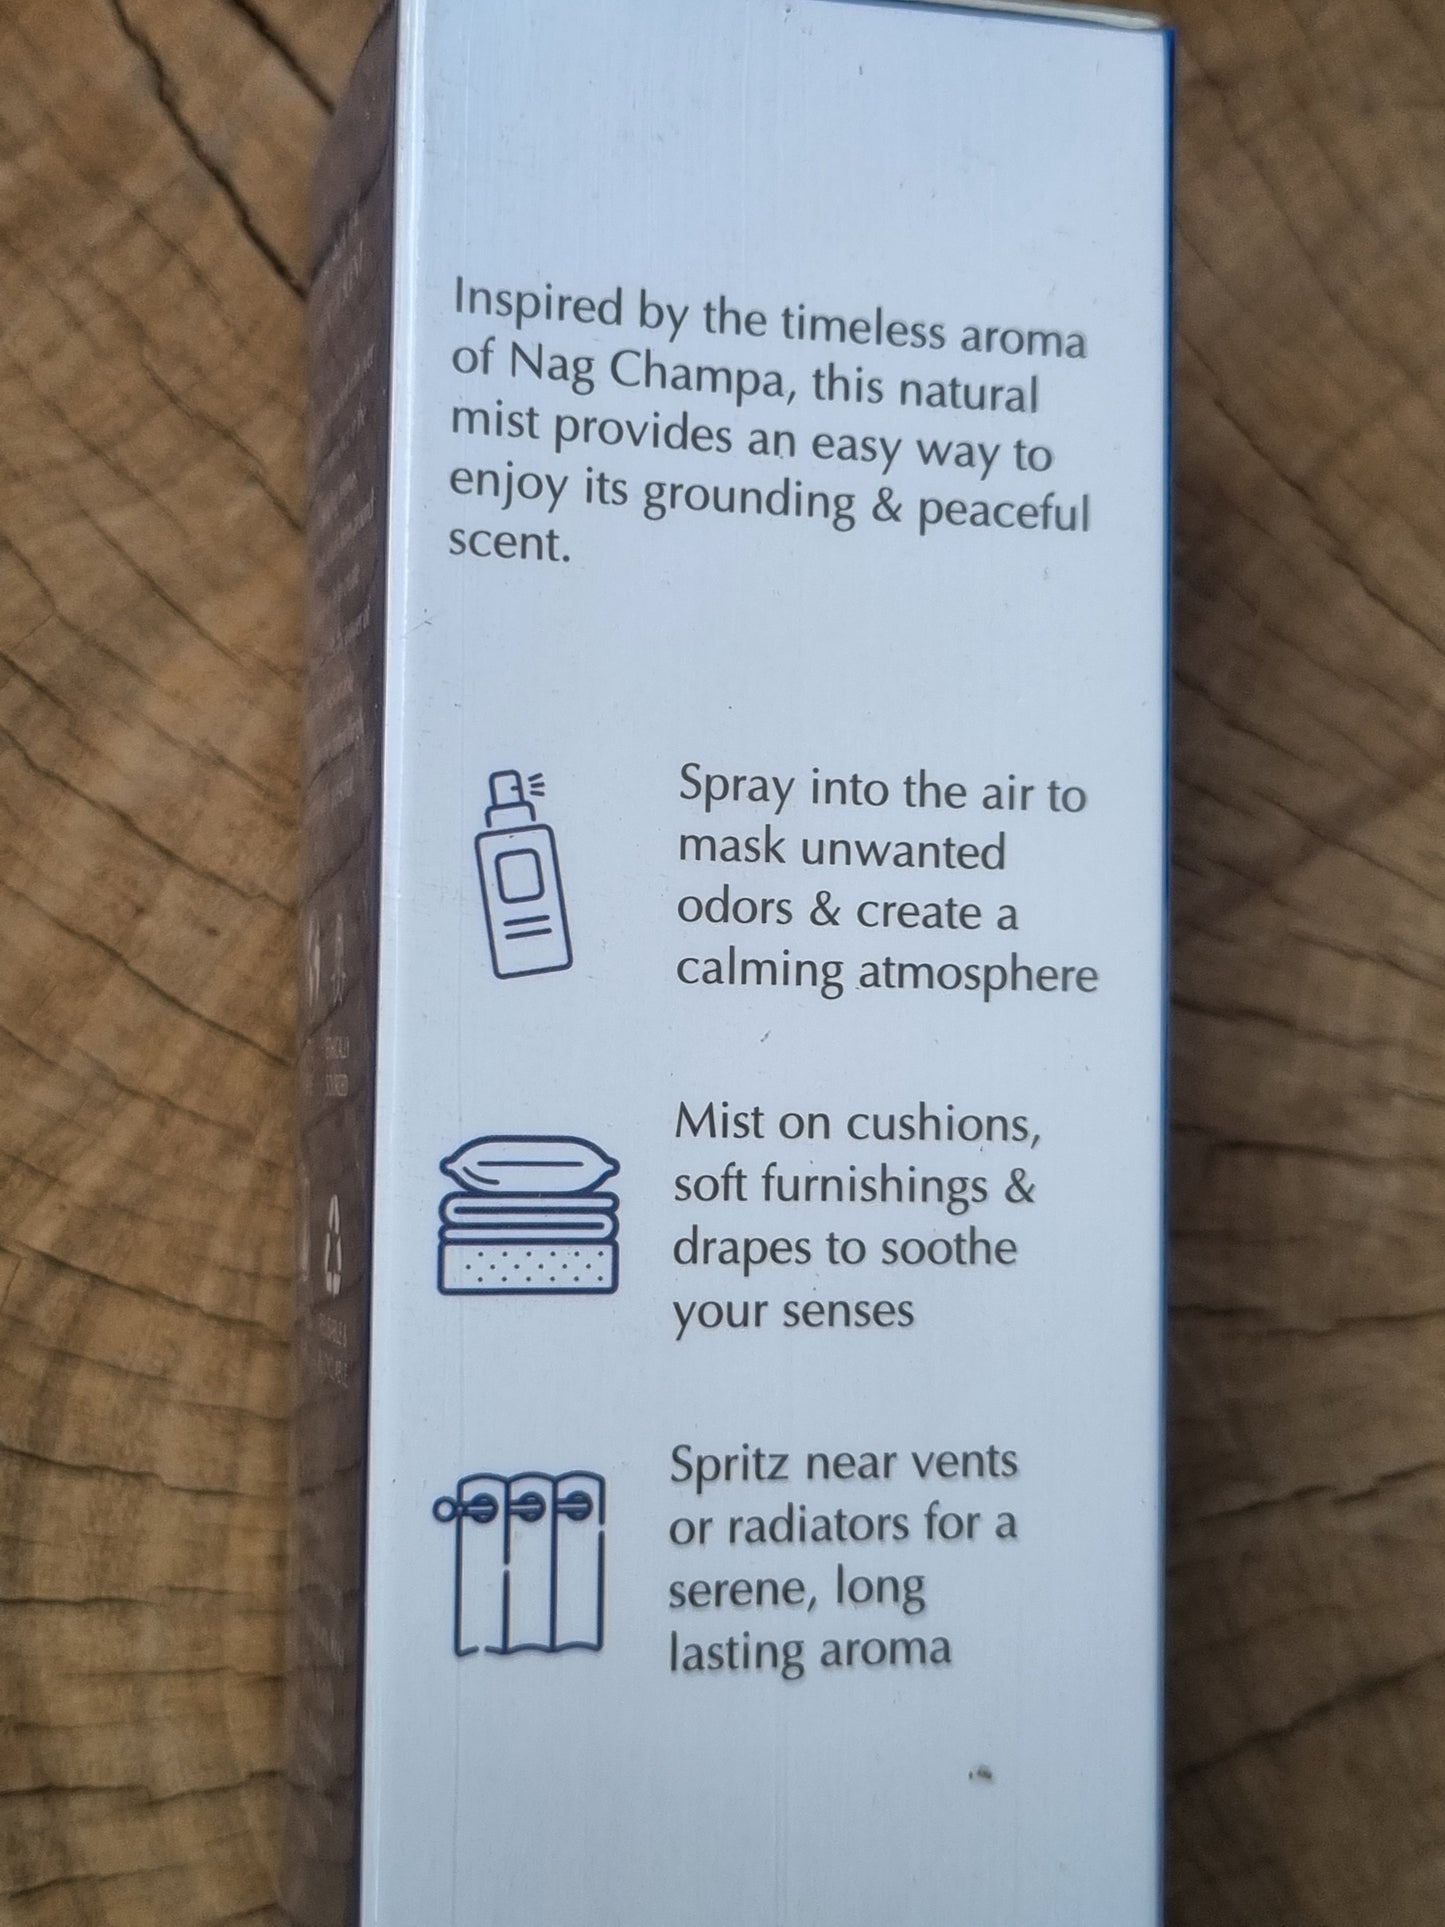 Inspired by the timeless aroma
of Nag Champa, this natural
mist provides an easy way to
enjoy its grounding & peaceful
scent.
Spray into the air to
mask unwanted
odors & create a
calming atmosphere
Mist on cushions,
soft furnishings &
drapes to soothe
your senses
Spritz near vents
or radiators for a
serene, long
lasting aroma